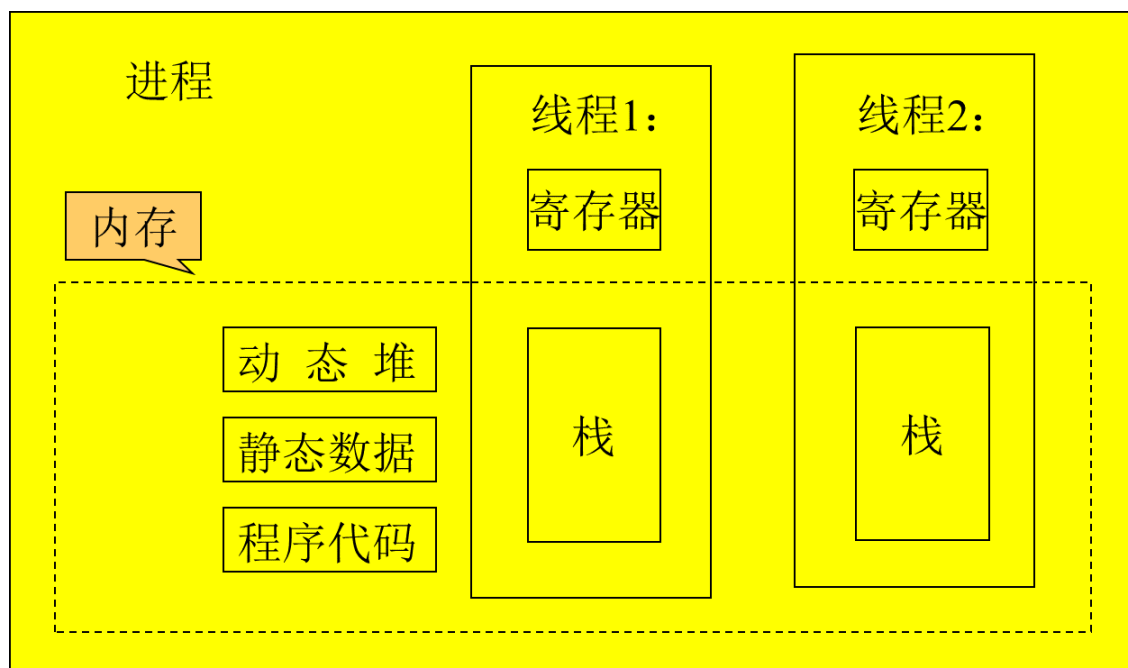 进程
线程1：
线程2：
寄存器
寄存器
内存
动 态 堆
静态数据
程序代码
栈
栈